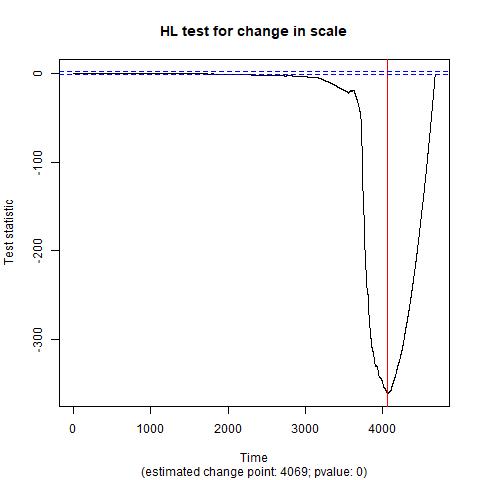 HL test for change in scale
Test statistic
0
-100
-200
-300
0 1000 2000 3000 4000
Time
(estimated change point: 4069; pvalue: 0)